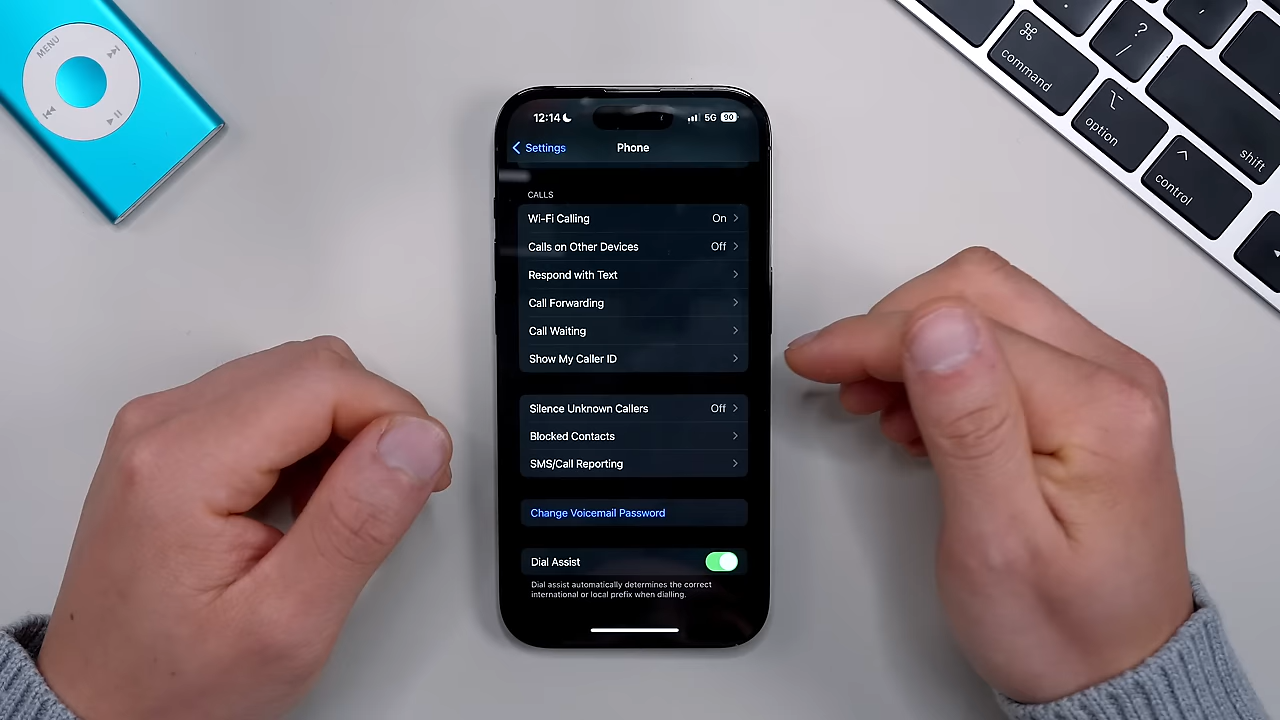 MENU
12:14
5G
90
Settings
Phone
CALLS
Wi-Fi Calling On
Calls on Other Devices Off
Respond with Text
Call Forwarding
Call Waiting
Show My Caller ID
Silence Unknown Callers Off
Blocked Contacts
SMS/Call Reporting
Change Voicemail Password
Dial Assist
Dial assist automatically determines the correct
international or local prefix when dialling.
⌘
command
?
/
⌥
option
^
control
shift